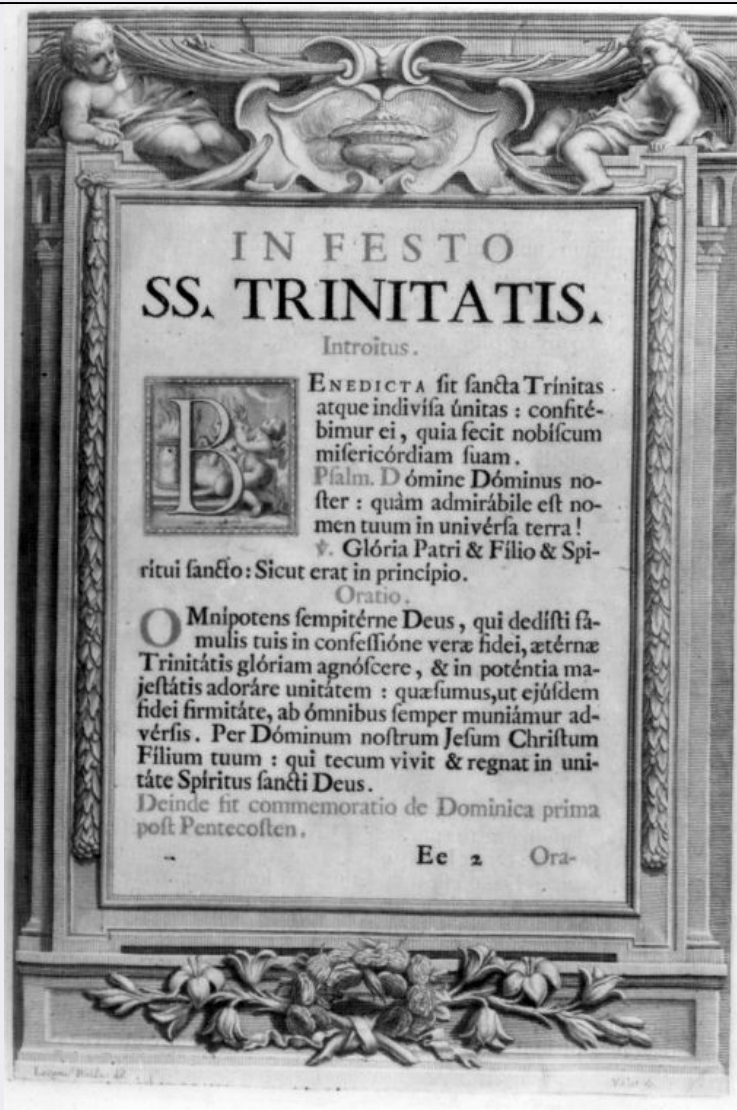 IN FESTO
SS. TRINITATIS.
Introitus.
BENEDICTA ſit ſancta Trínitas
atque indivíſa únitas : confité-
bimur ei, quia fecit nobíſcum
miſericórdiam ſuam.
Pſalm. Dómine Dóminus no-
ſter : quàm admirábile eſt no-
men tuum in univérſa terra!
℣. Glória Patri & Fílio & Spi-
rítui ſancto: Sicut erat in princípio.
Oratio.
OMnípotens ſempitérne Deus, qui dedíſti fá-
mulis tuis in confeſſióne veræ fidei, ætérnæ
Trinitátis glóriam agnóſcere, & in poténtia ma-
jeſtátis adoráre unitátem : quæſumus, ut ejúſdem
fídei firmitáte, ab ómnibus ſemper muniámur ad-
vérſis. Per Dóminum noſtrum Jeſum Chriſtum
Fílium tuum : qui tecum vivit & regnat in uni-
táte Spíritus ſancti Deus.
Deinde fit commemoratio de Dominica prima
poſt Pentecoſten.
Ee 2 Ora-